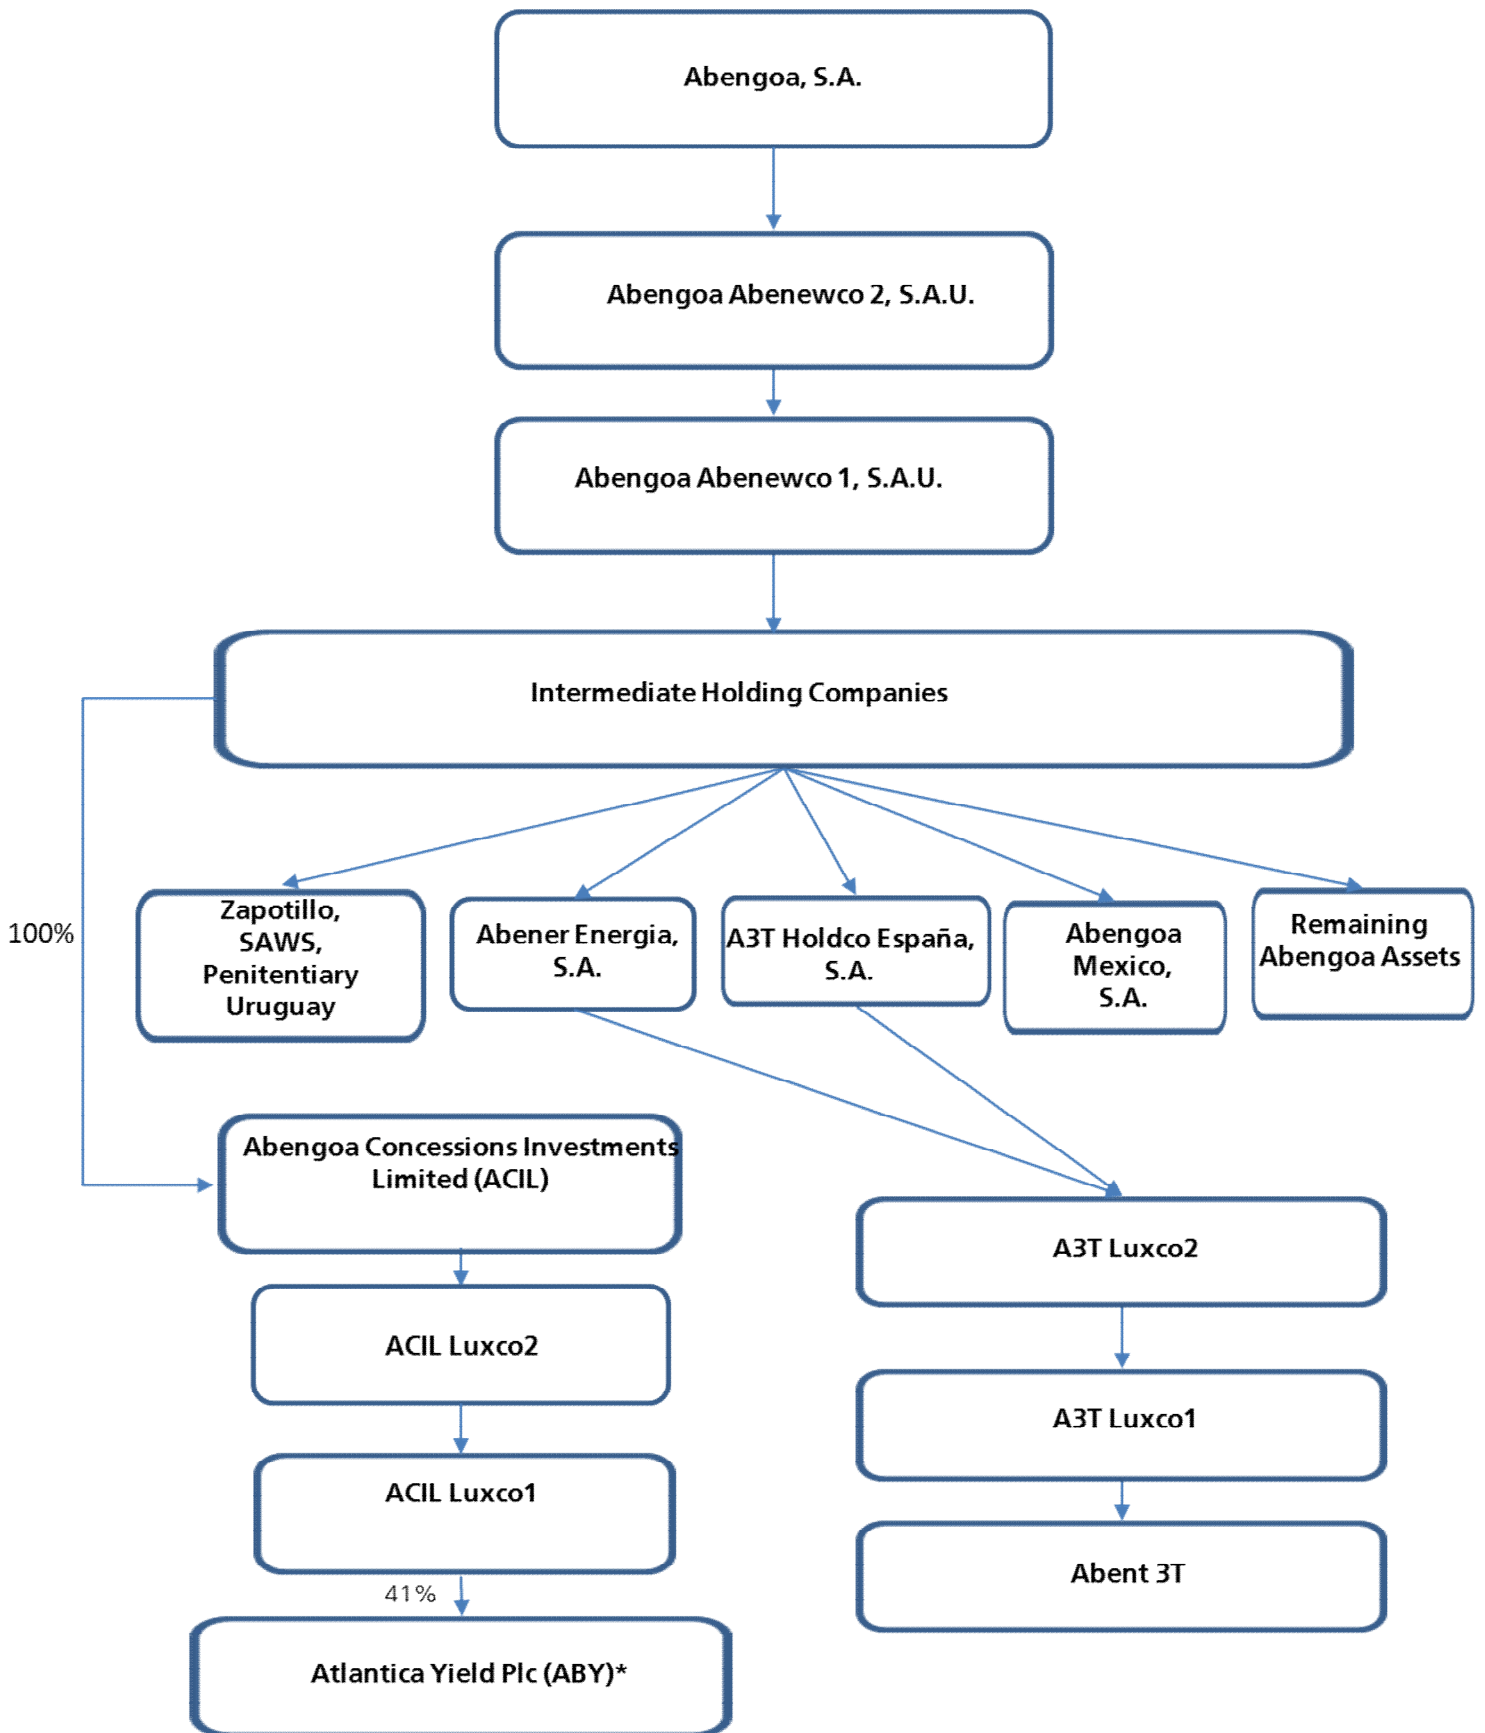 Abengoa, S.A.
Abengoa Abenewco 2, S.A.U.
Abengoa Abenewco 1, S.A.U.
Intermediate Holding Companies
100%
Zapotillo,
SAWS,
Penitentiary
Uruguay
Abener Energia,
S.A.
A3T Holdco España,
S.A.
Abengoa
Mexico,
S.A.
Remaining
Abengoa Assets
Abengoa Concessions Investments
Limited (ACIL)
ACIL Luxco2
ACIL Luxco1
41%
Atlantica Yield Plc (ABY)*
A3T Luxco2
A3T Luxco1
Abent 3T